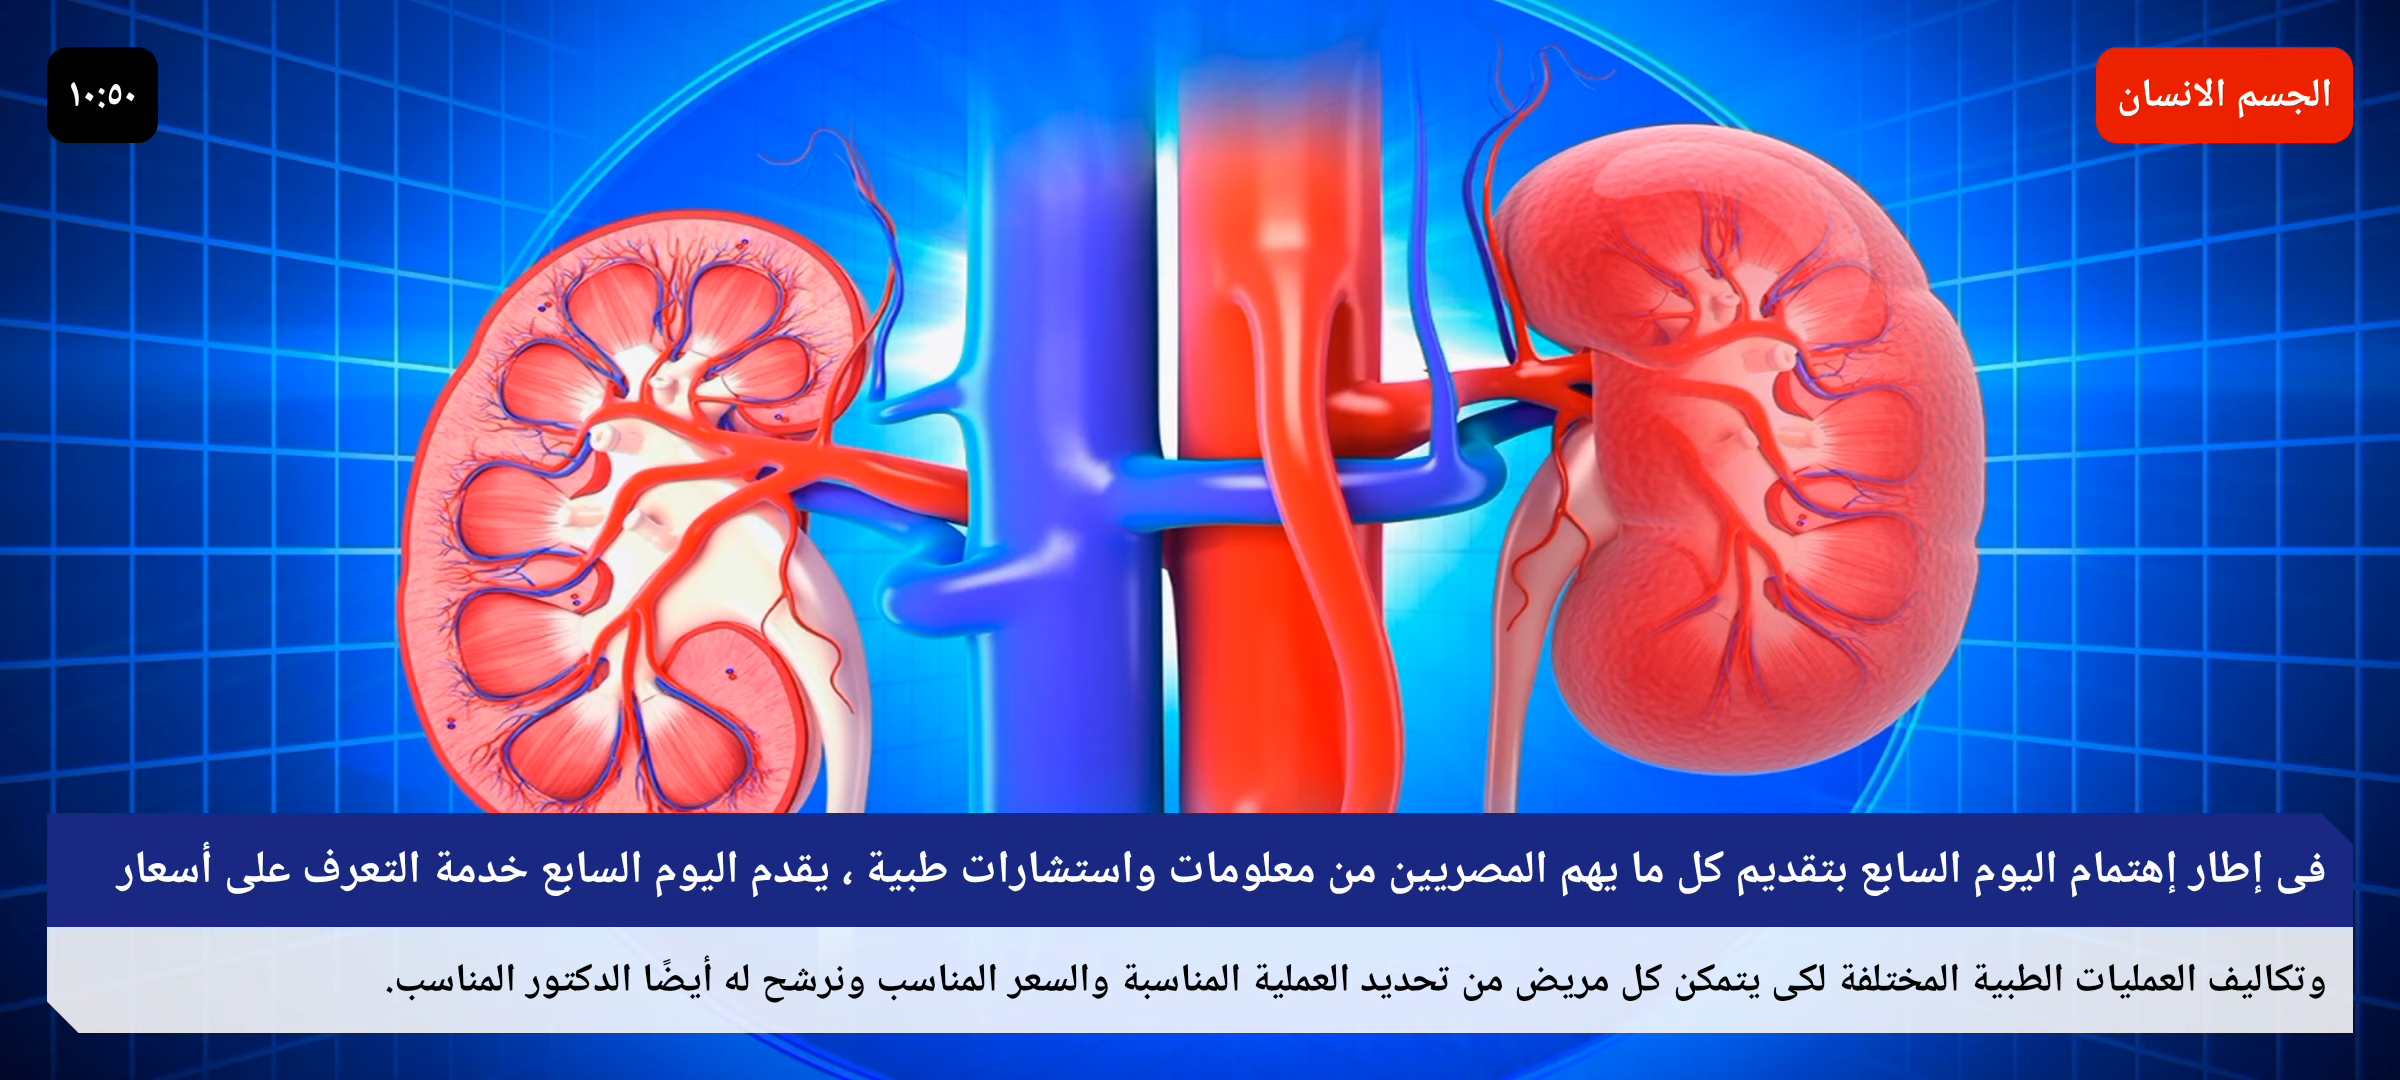 الجسم الانسان
١٠:٥٠
فى إطار إهتمام اليوم السابع بتقديم كل ما يهم المصريين من معلومات واستشارات طبية ، يقدم اليوم السابع خدمة التعرف على أسعار
وتكاليف العمليات الطبية المختلفة لكى يتمكن كل مريض من تحديد العملية المناسبة والسعر المناسب ونرشح له أيضًا الدكتور المناسب.